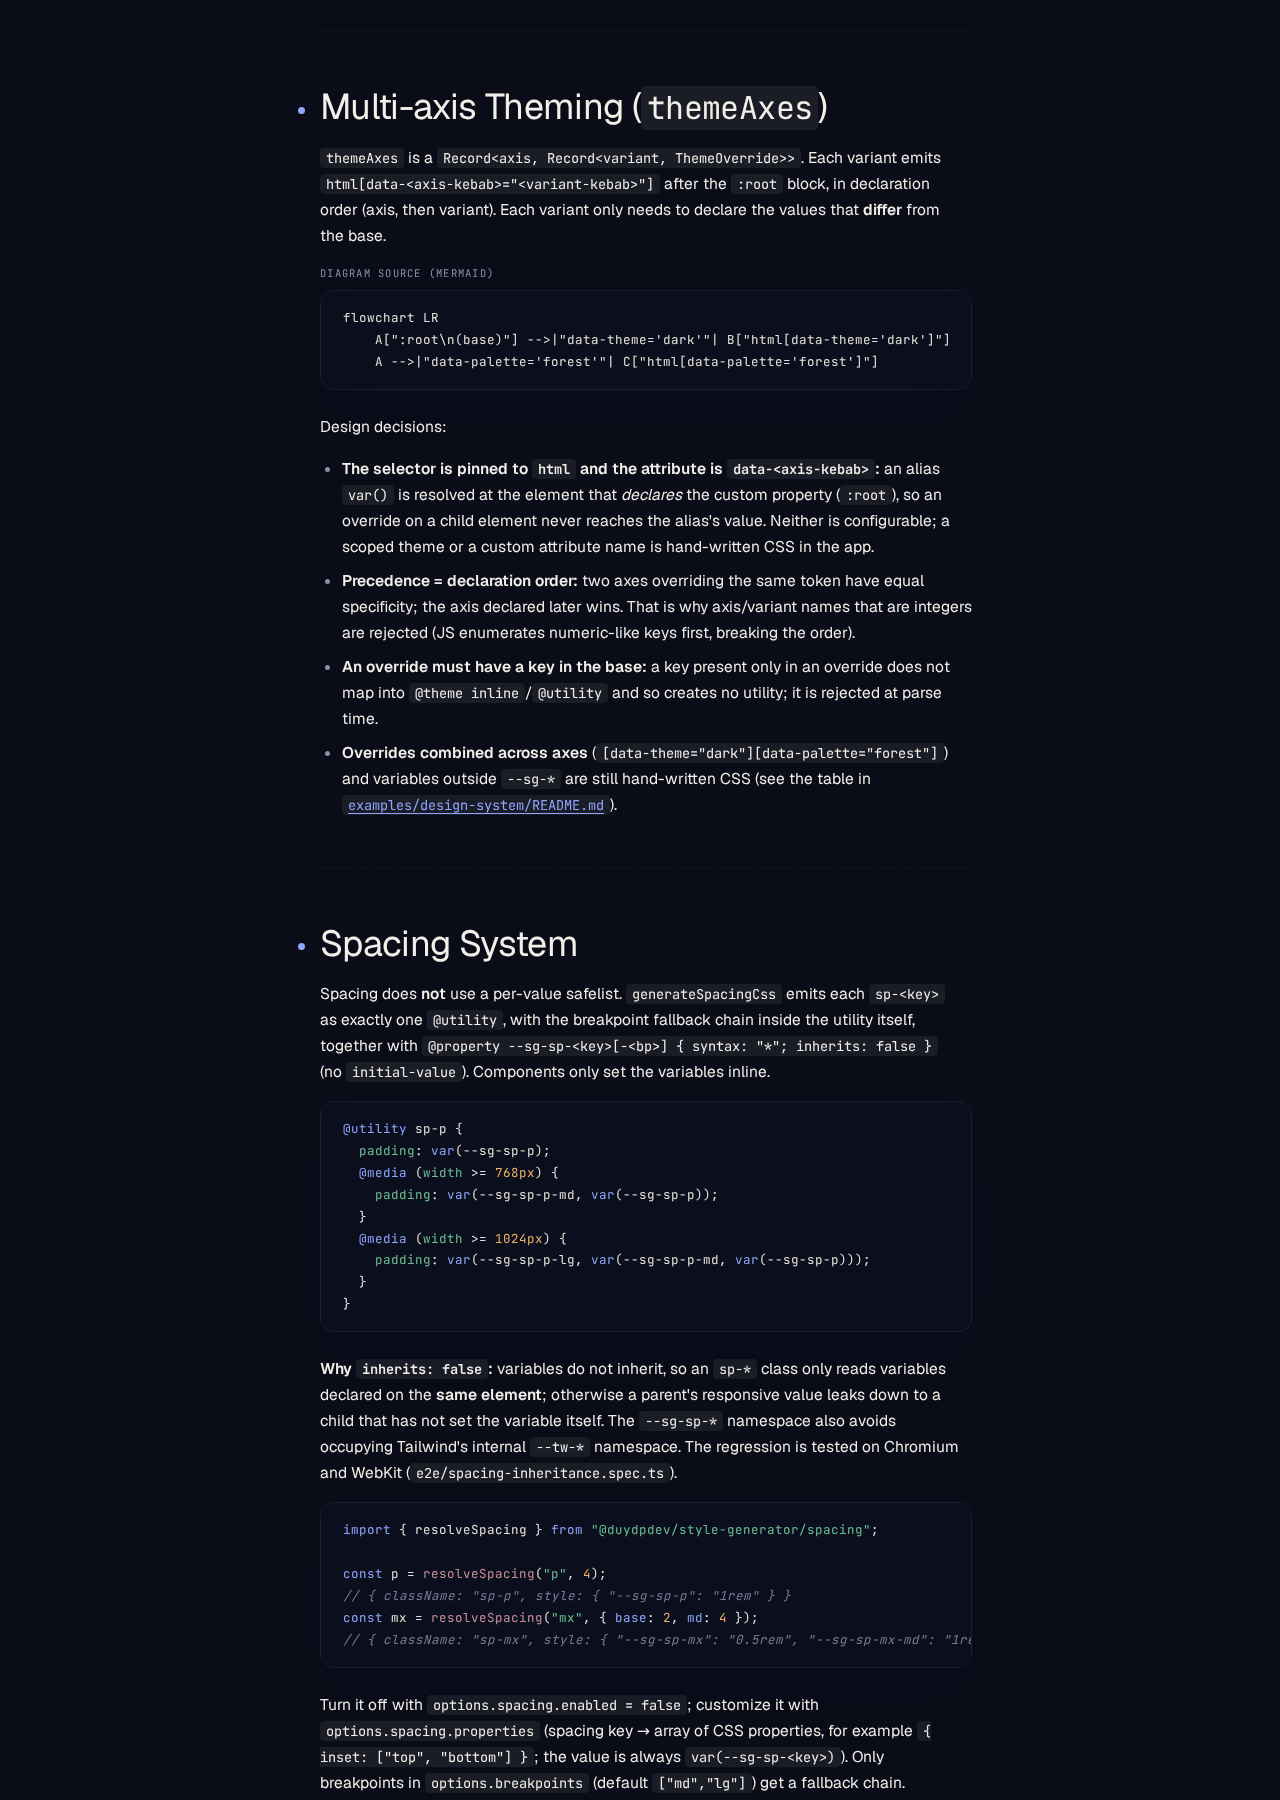 Multi-axis Theming (themeAxes)
themeAxes is a Record<axis, Record<variant, ThemeOverride>>. Each variant emits
html[data-<axis-kebab>="<variant-kebab>"] after the :root block, in declaration
order (axis, then variant). Each variant only needs to declare the values that differ from
the base.
DIAGRAM SOURCE (MERMAID)
flowchart LR
    A[":root\n(base)"] -->|"data-theme='dark'"| B["html[data-theme='dark']"]
    A -->|"data-palette='forest'"| C["html[data-palette='forest']"]
Design decisions:
The selector is pinned to html and the attribute is data-<axis-kebab>: an alias
var() is resolved at the element that declares the custom property (:root), so an
override on a child element never reaches the alias's value. Neither is configurable; a
scoped theme or a custom attribute name is hand-written CSS in the app.
Precedence = declaration order: two axes overriding the same token have equal
specificity; the axis declared later wins. That is why axis/variant names that are integers
are rejected (JS enumerates numeric-like keys first, breaking the order).
An override must have a key in the base: a key present only in an override does not
map into @theme inline/@utility and so creates no utility; it is rejected at parse
time.
Overrides combined across axes ([data-theme="dark"][data-palette="forest"])
and variables outside --sg-* are still hand-written CSS (see the table in
examples/design-system/README.md).
Spacing System
Spacing does not use a per-value safelist. generateSpacingCss emits each sp-<key>
as exactly one @utility, with the breakpoint fallback chain inside the utility itself,
together with @property --sg-sp-<key>[-<bp>] { syntax: "*"; inherits: false }
(no initial-value). Components only set the variables inline.
@utility sp-p {
  padding: var(--sg-sp-p);
  @media (width >= 768px) {
    padding: var(--sg-sp-p-md, var(--sg-sp-p));
  }
  @media (width >= 1024px) {
    padding: var(--sg-sp-p-lg, var(--sg-sp-p-md, var(--sg-sp-p)));
  }
}
Why inherits: false: variables do not inherit, so an sp-* class only reads variables
declared on the same element; otherwise a parent's responsive value leaks down to a
child that has not set the variable itself. The --sg-sp-* namespace also avoids
occupying Tailwind's internal --tw-* namespace. The regression is tested on Chromium
and WebKit (e2e/spacing-inheritance.spec.ts).
import { resolveSpacing } from "@duydpdev/style-generator/spacing";
const p = resolveSpacing("p", 4);
// { className: "sp-p", style: { "--sg-sp-p": "1rem" } }
const mx = resolveSpacing("mx", { base: 2, md: 4 });
// { className: "sp-mx", style: { "--sg-sp-mx": "0.5rem", "--sg-sp-mx-md": "1re
Turn it off with options.spacing.enabled = false; customize it with
options.spacing.properties (spacing key → array of CSS properties, for example {
inset: ["top", "bottom"] }; the value is always var(--sg-sp-<key>)). Only
breakpoints in options.breakpoints (default ["md","lg"]) get a fallback chain.